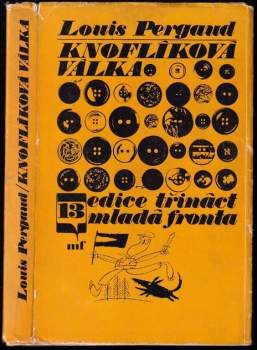 Louis Pergaud
KNOFLÍKOVÁ
VÁLKA
13
edice třináct
mladá fronta
mf
Louis Pergaud/KNOFLÍKOVÁ VÁLKA